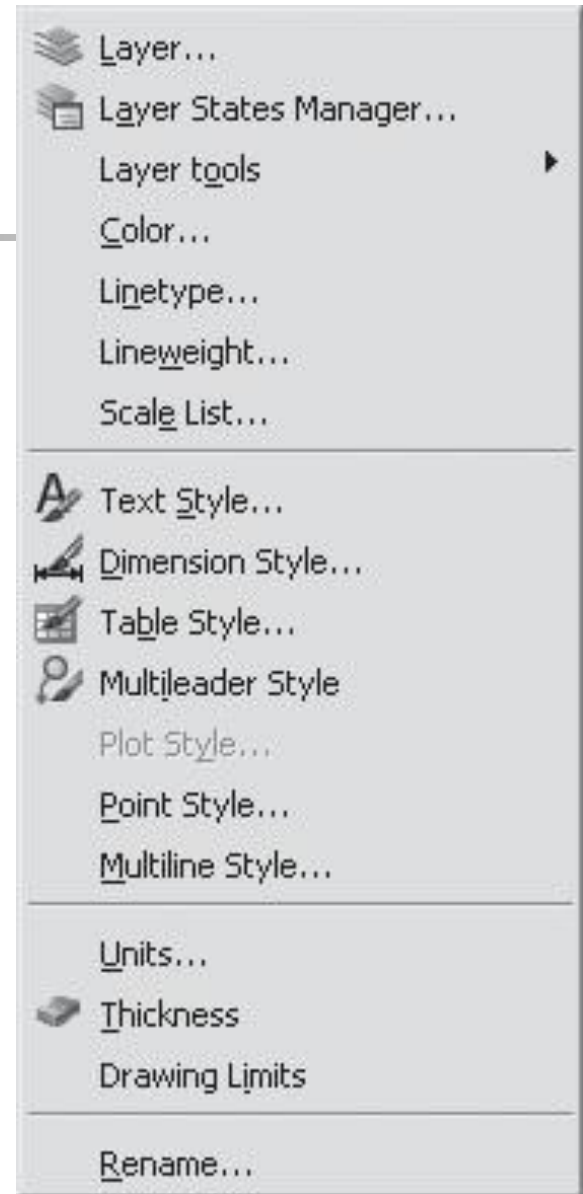 Layer...
Layer States Manager...
Layer tools
Color...
Linetype...
Lineweight...
Scale List...
Text Style...
Dimension Style...
Table Style...
Multileader Style
Plot Style...
Point Style...
Multiline Style...
Units...
Thickness
Drawing Limits
Rename...